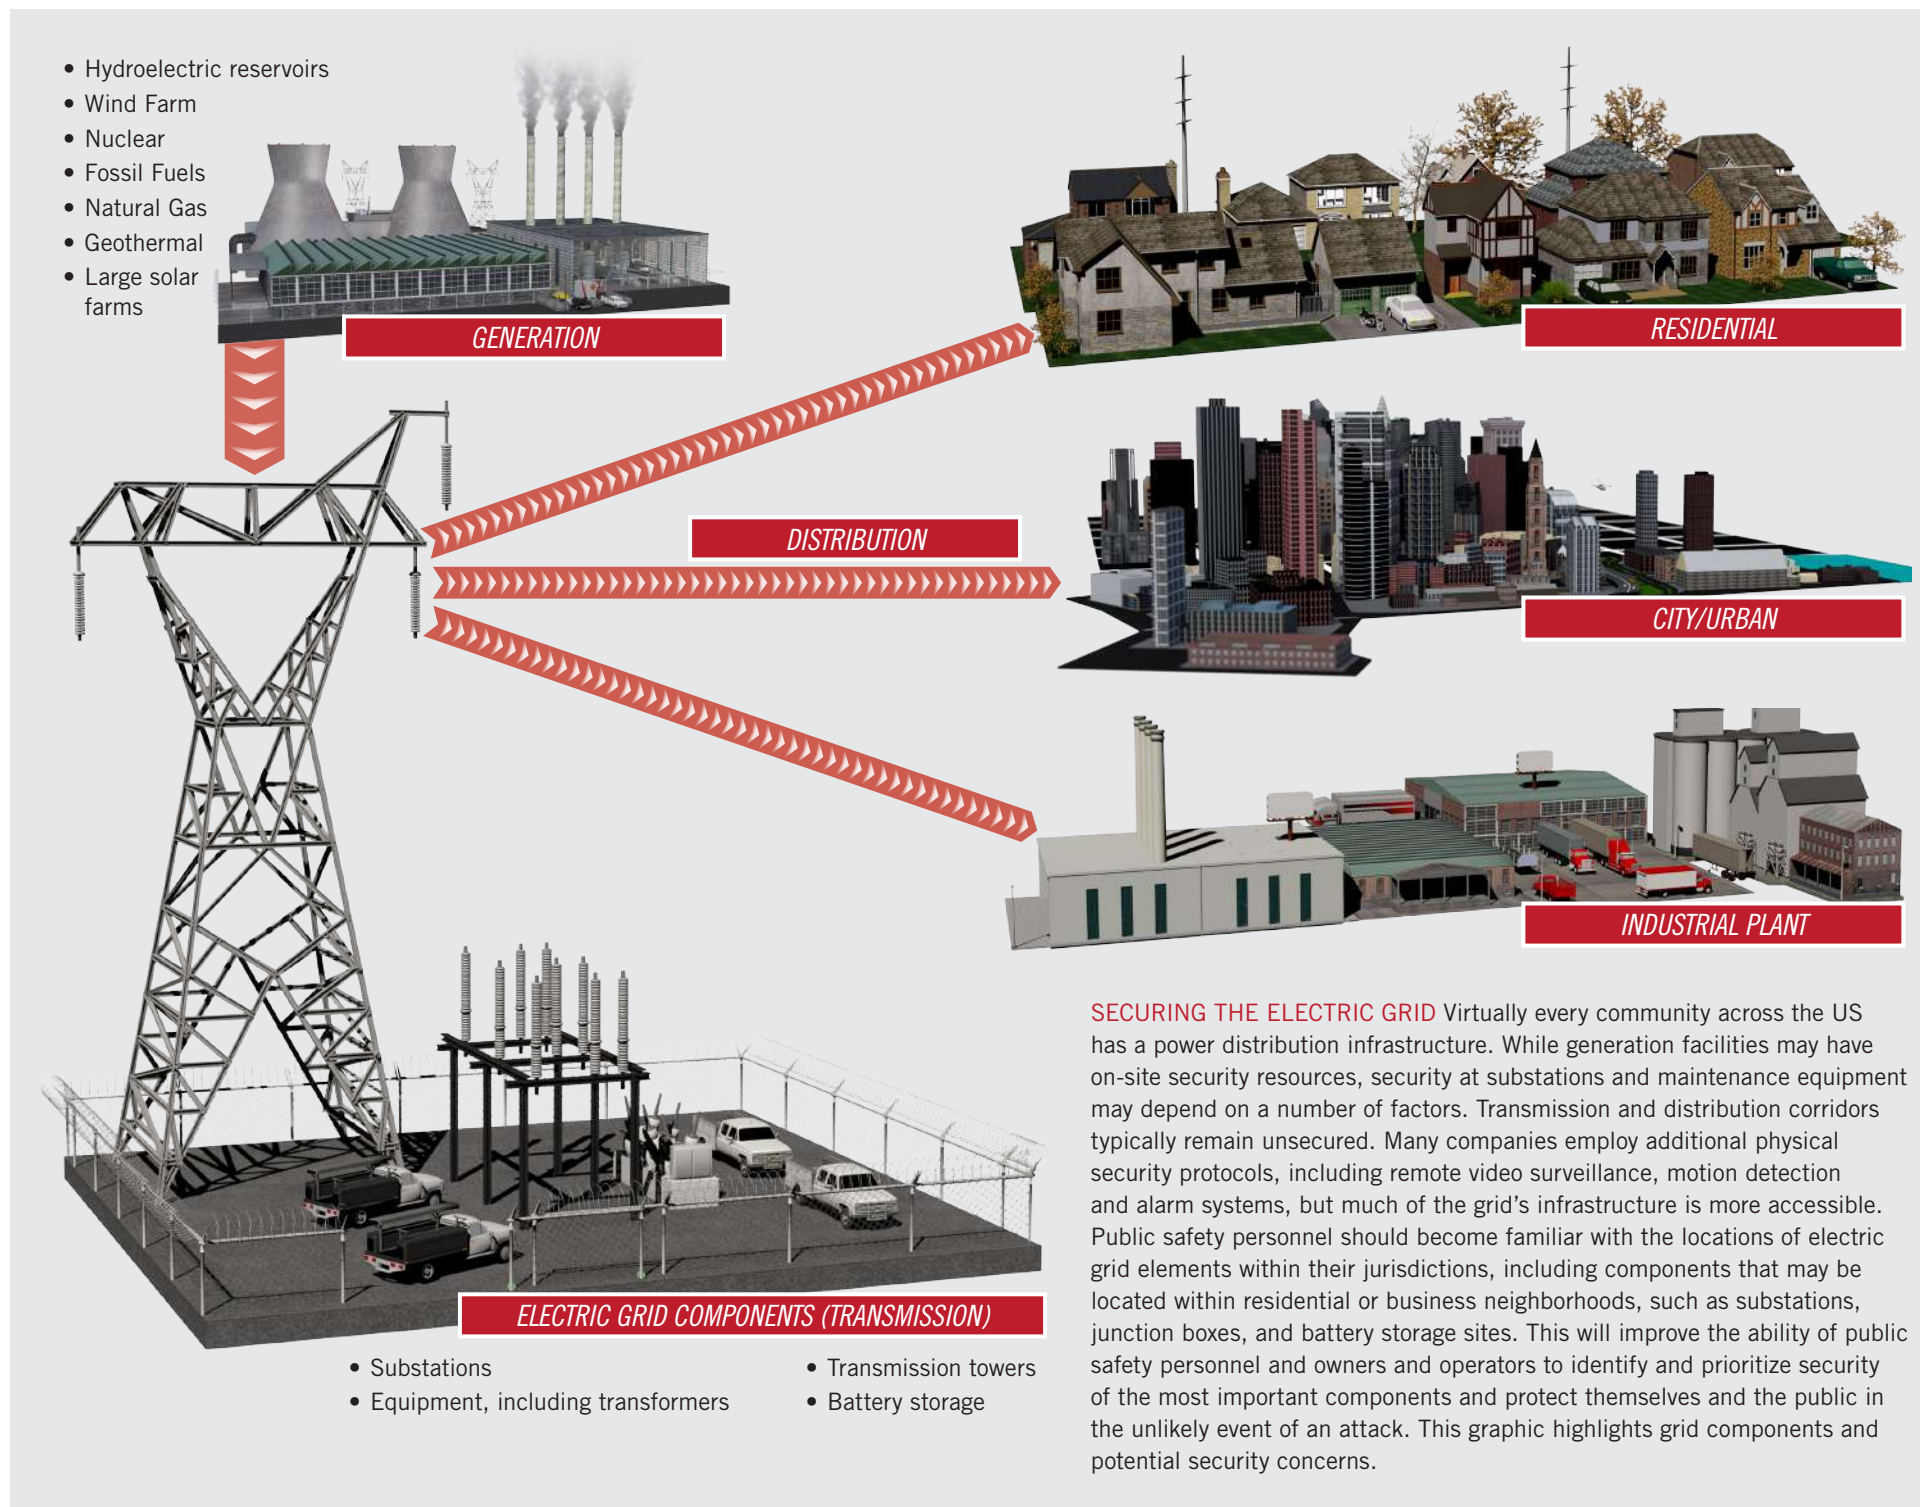 • Hydroelectric reservoirs
• Wind Farm
• Nuclear
• Fossil Fuels
• Natural Gas
• Geothermal
• Large solar
farms
GENERATION
RESIDENTIAL
DISTRIBUTION
CITY/URBAN
INDUSTRIAL PLANT
ELECTRIC GRID COMPONENTS (TRANSMISSION)
• Substations
• Equipment, including transformers
• Transmission towers
• Battery storage
SECURING THE ELECTRIC GRID Virtually every community across the US
has a power distribution infrastructure. While generation facilities may have
on-site security resources, security at substations and maintenance equipment
may depend on a number of factors. Transmission and distribution corridors
typically remain unsecured. Many companies employ additional physical
security protocols, including remote video surveillance, motion detection
and alarm systems, but much of the grid’s infrastructure is more accessible.
Public safety personnel should become familiar with the locations of electric
grid elements within their jurisdictions, including components that may be
located within residential or business neighborhoods, such as substations,
junction boxes, and battery storage sites. This will improve the ability of public
safety personnel and owners and operators to identify and prioritize security
of the most important components and protect themselves and the public in
the unlikely event of an attack. This graphic highlights grid components and
potential security concerns.